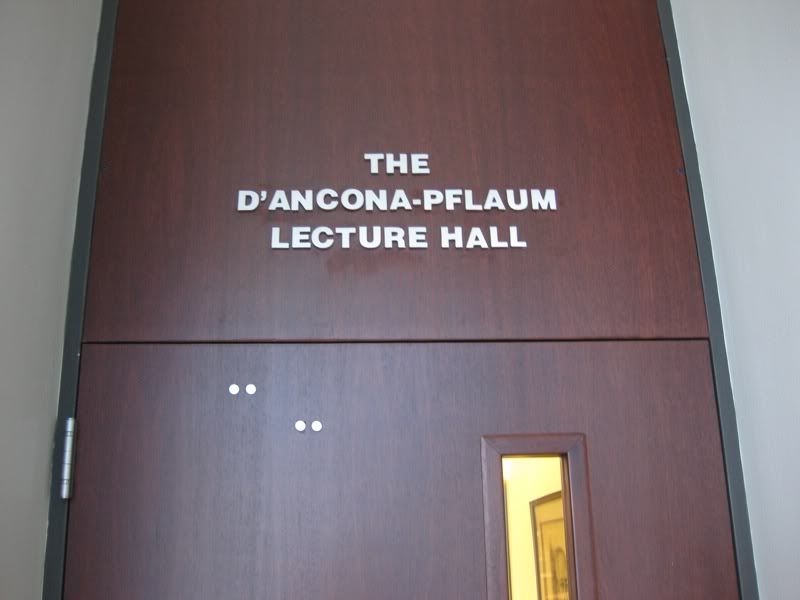 THE
D'ANCONA-PFLAUM
LECTURE HALL